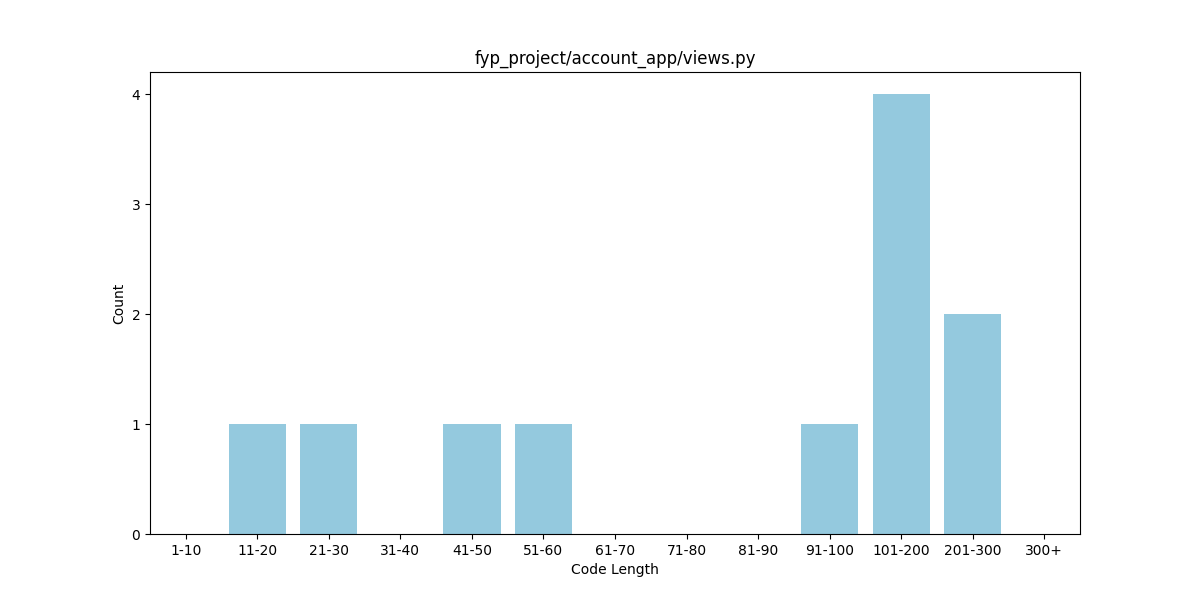 fyp_project/account_app/views.py
Count
4
3
2
1
0
1-10 11-20 21-30 31-40 41-50 51-60 61-70 71-80 81-90 91-100 101-200 201-300 300+
Code Length